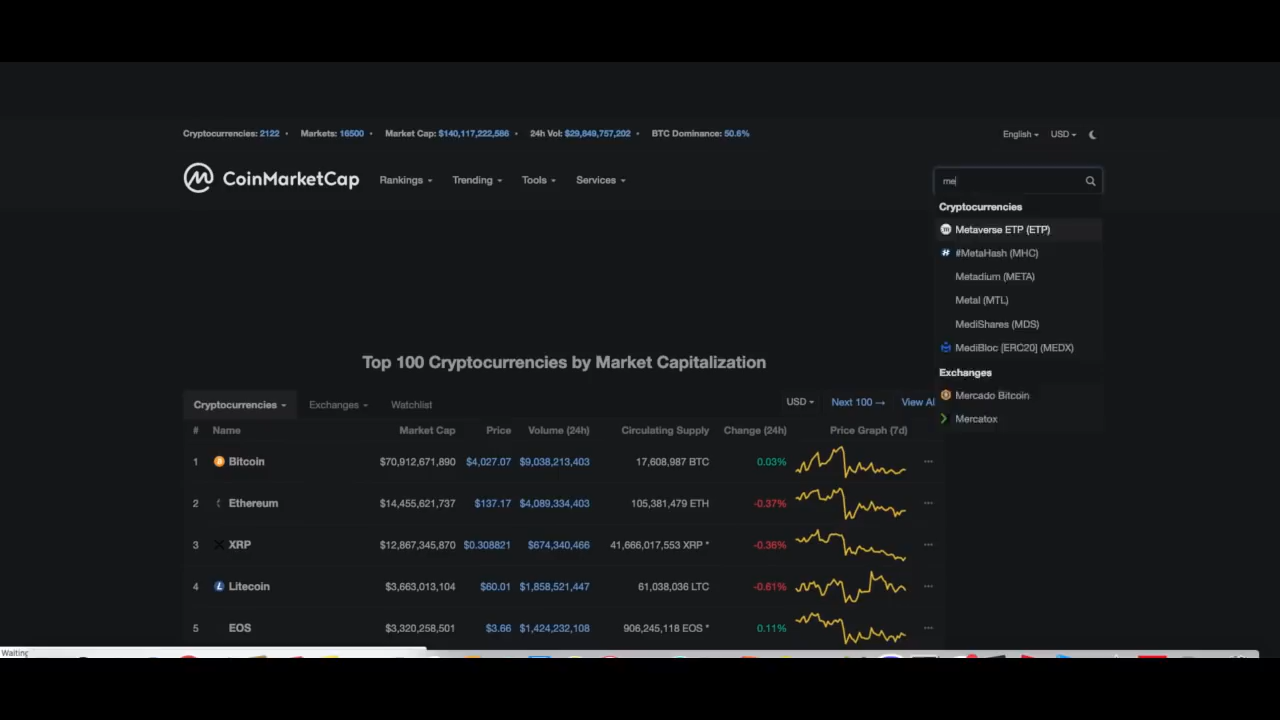 Cryptocurrencies: 2122 • Markets: 16500 • Market Cap: $140,117,222,586 • 24h Vol: $29,849,757,202 • BTC Dominance: 50.6%
English USD
CoinMarketCap Rankings Trending Tools Services
me
Cryptocurrencies
Metaverse ETP (ETP)
#MetaHash (MHC)
Metadium (META)
Metal (MTL)
MediShares (MDS)
MediBloc [ERC20] (MEDX)
Exchanges
Mercado Bitcoin
Mercatox
Top 100 Cryptocurrencies by Market Capitalization
Cryptocurrencies Exchanges Watchlist USD Next 100 → View Al
# Name Market Cap Price Volume (24h) Circulating Supply Change (24h) Price Graph (7d)
1 Bitcoin $70,912,671,890 $4,027.07 $9,038,213,403 17,608,987 BTC 0.03% ...
2 Ethereum $14,455,621,737 $137.17 $4,089,334,403 105,381,479 ETH -0.37% ...
3 XRP $12,867,345,870 $0.308821 $674,340,466 41,666,017,553 XRP * -0.36% ...
4 Litecoin $3,663,013,104 $60.01 $1,858,521,447 61,038,036 LTC -0.61% ...
5 EOS $3,320,258,501 $3.66 $1,424,232,108 906,245,118 EOS * 0.11% ...
Waiting